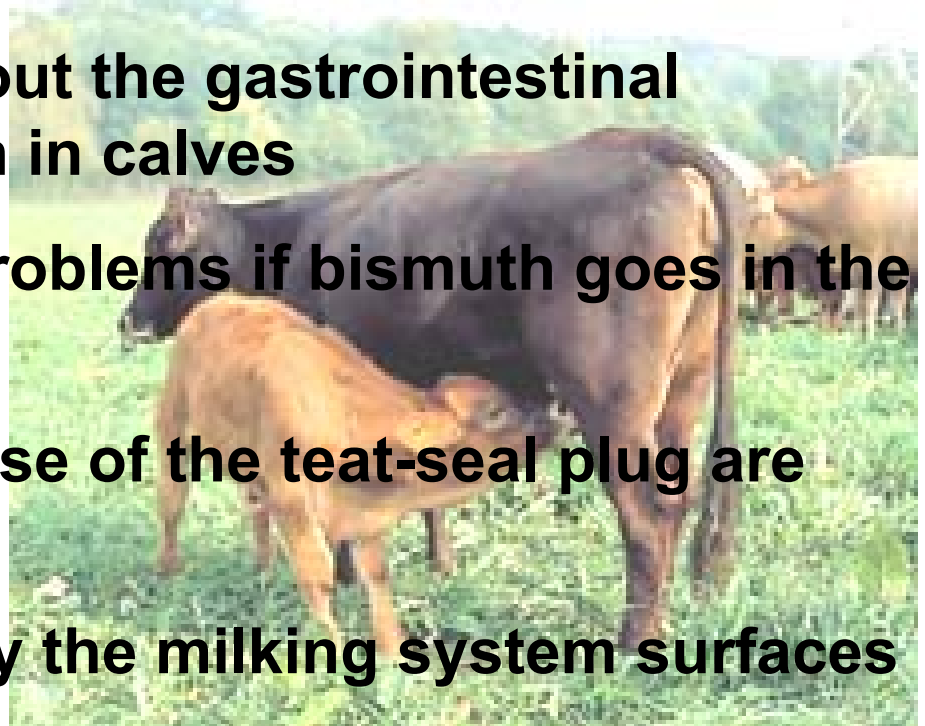 out the gastrointestinal
in calves
roblems if bismuth goes in the
se of the teat-seal plug are
y the milking system surfaces